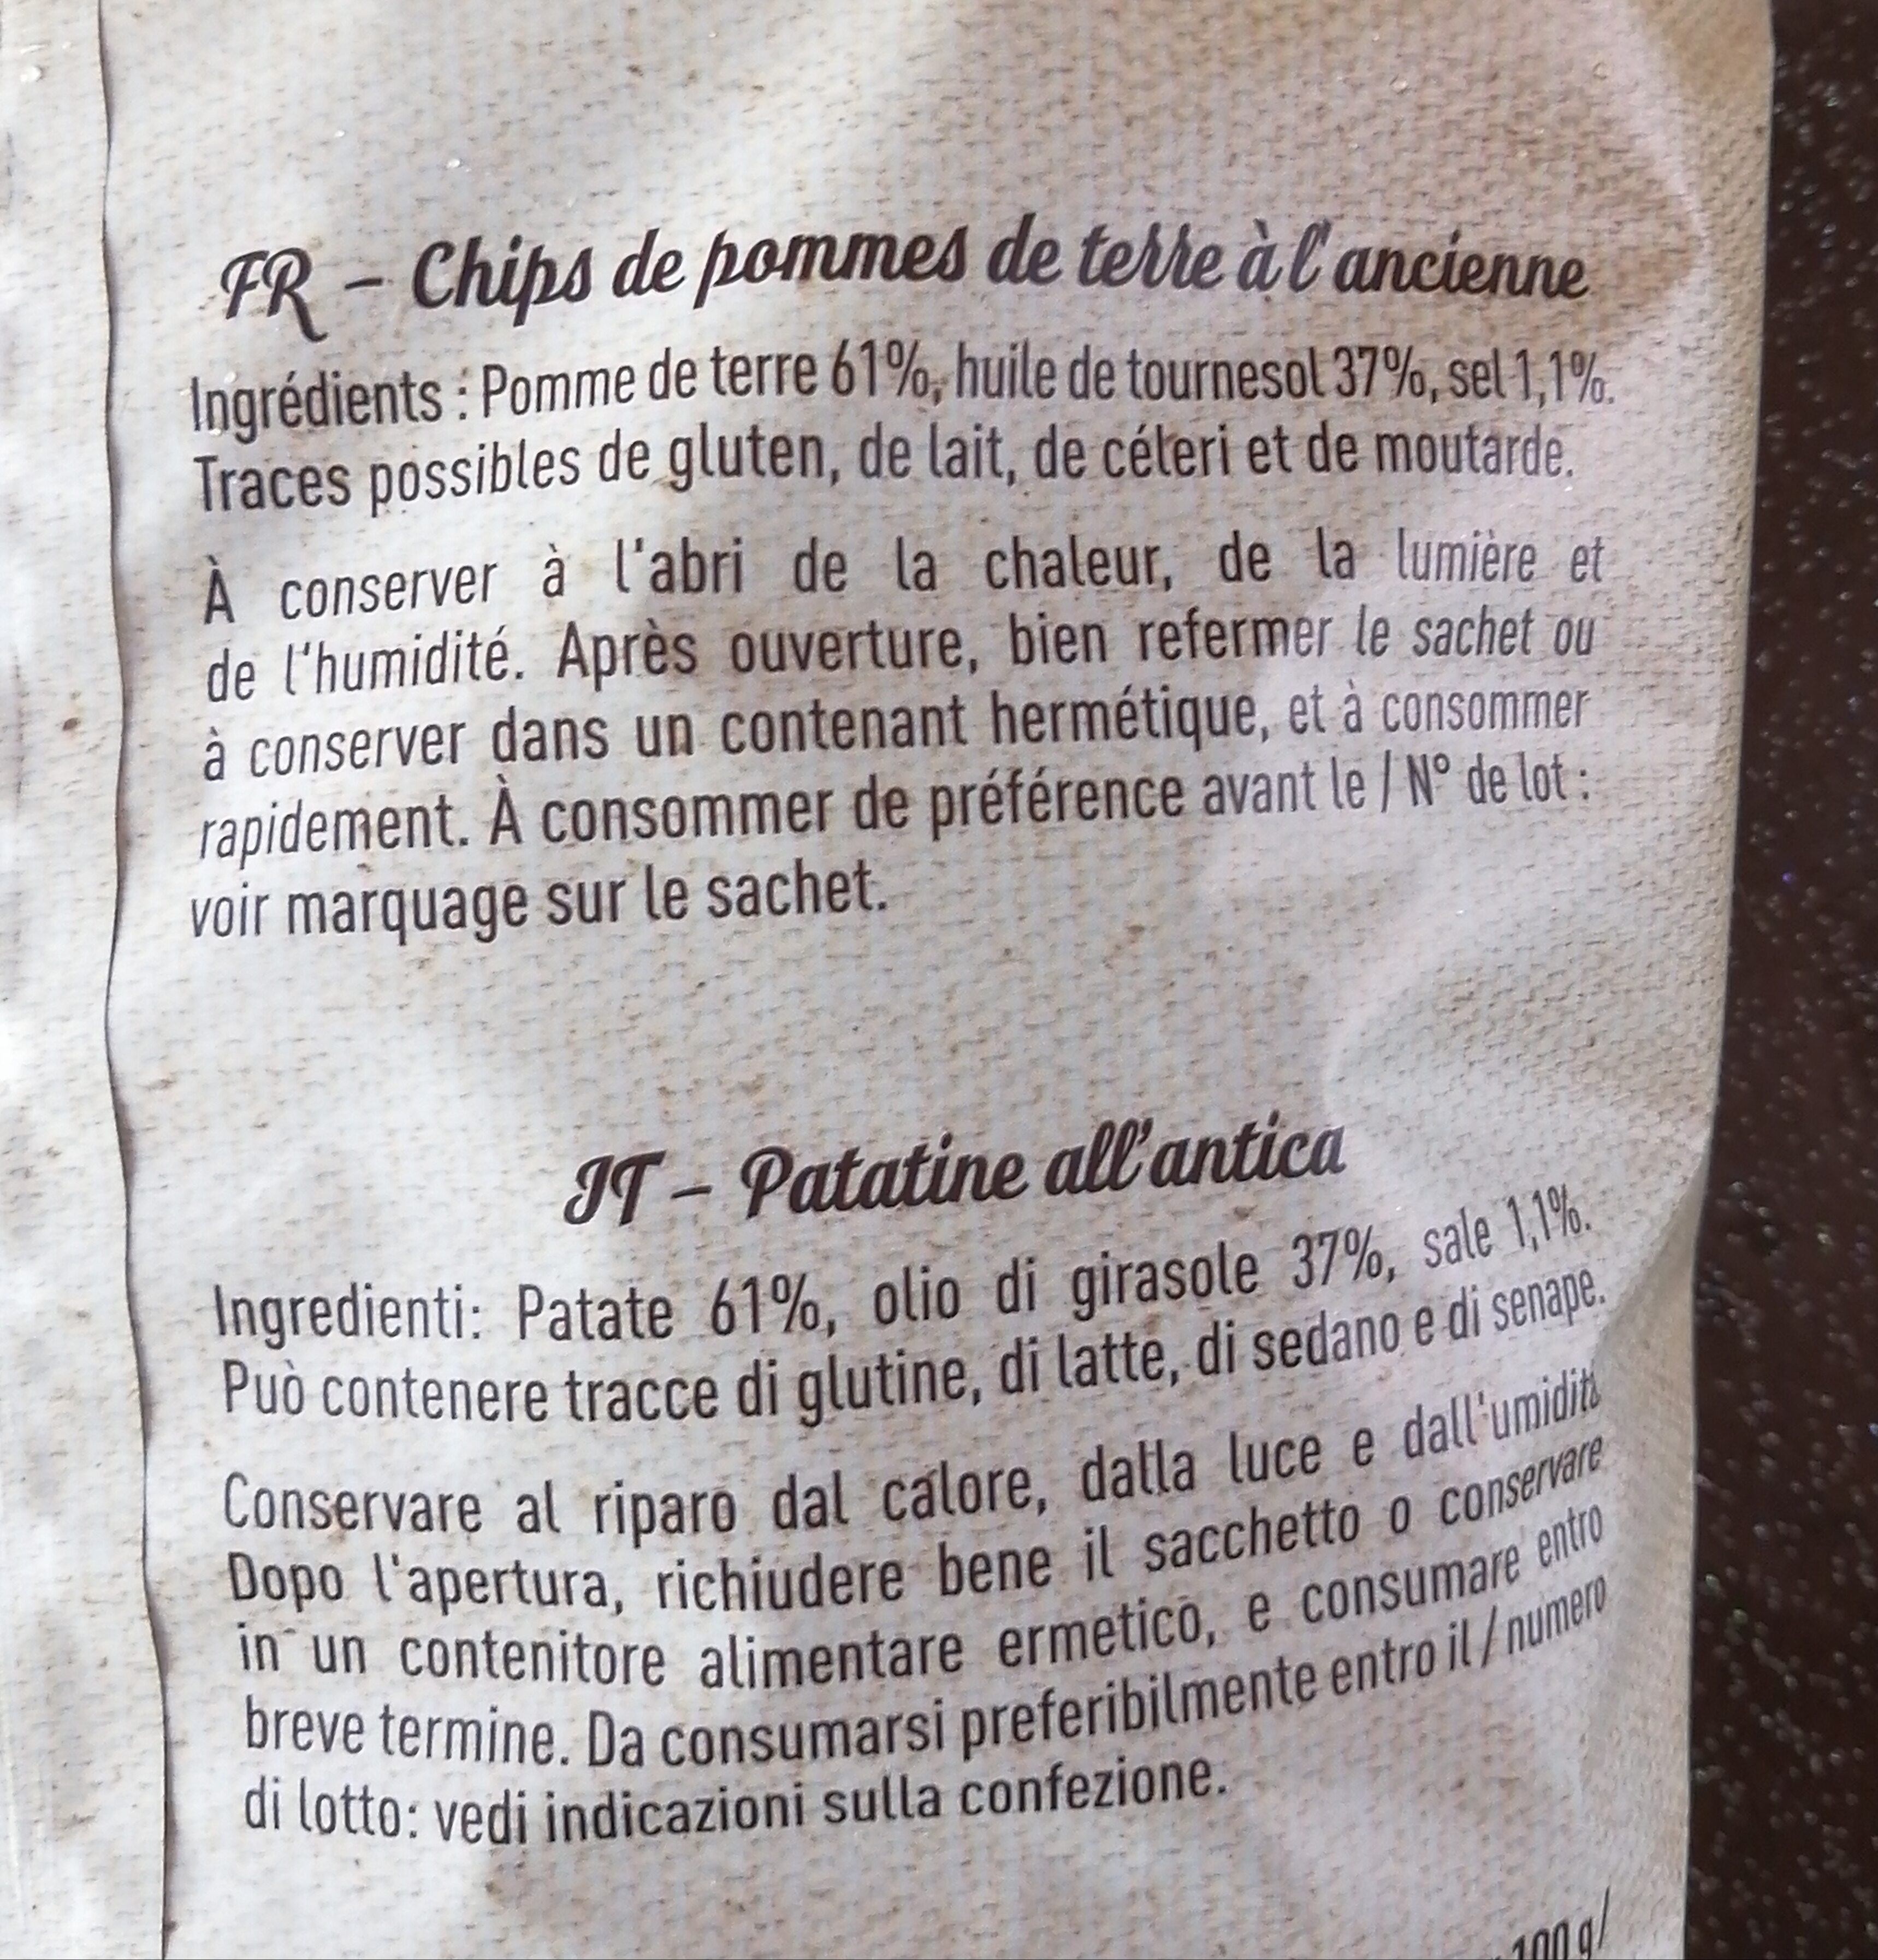 FR – Chips de pommes de terre à l'ancienne
Ingrédients : Pomme de terre 61%, huile de tournesol 37%, sel 1,1%.
Traces possibles de gluten, de lait, de céleri et de moutarde.
À conserver à l'abri de la chaleur, de la lumière et
de l'humidité. Après ouverture, bien refermer le sachet ou
à conserver dans un contenant hermétique, et à consommer
rapidement. À consommer de préférence avant le / N° de lot :
voir marquage sur le sachet.
IT – Patatine all'antica
Ingredienti: Patate 61%, olio di girasole 37%, sale 1,1%.
Può contenere tracce di glutine, di latte, di sedano e di senape.
Conservare al riparo dal calore, dalla luce e dall'umidità
Dopo l'apertura, richiudere bene il sacchetto o conservare
in un contenitore alimentare ermetico, e consumare entro
breve termine. Da consumarsi preferibilmente entro il / numero
di lotto: vedi indicazioni sulla confezione.
100 g/